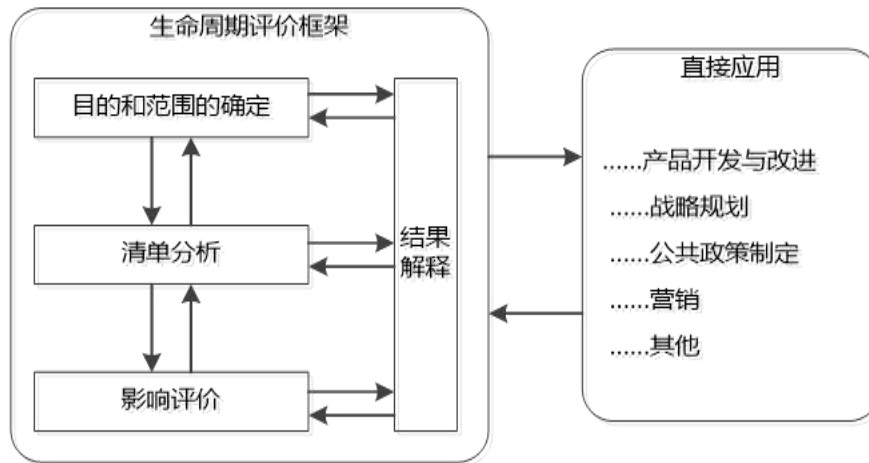 生命周期评价框架
目的和范围的确定
清单分析
影响评价
结果
解释
直接应用
......产品开发与改进
......战略规划
......公共政策制定
......营销
......其他